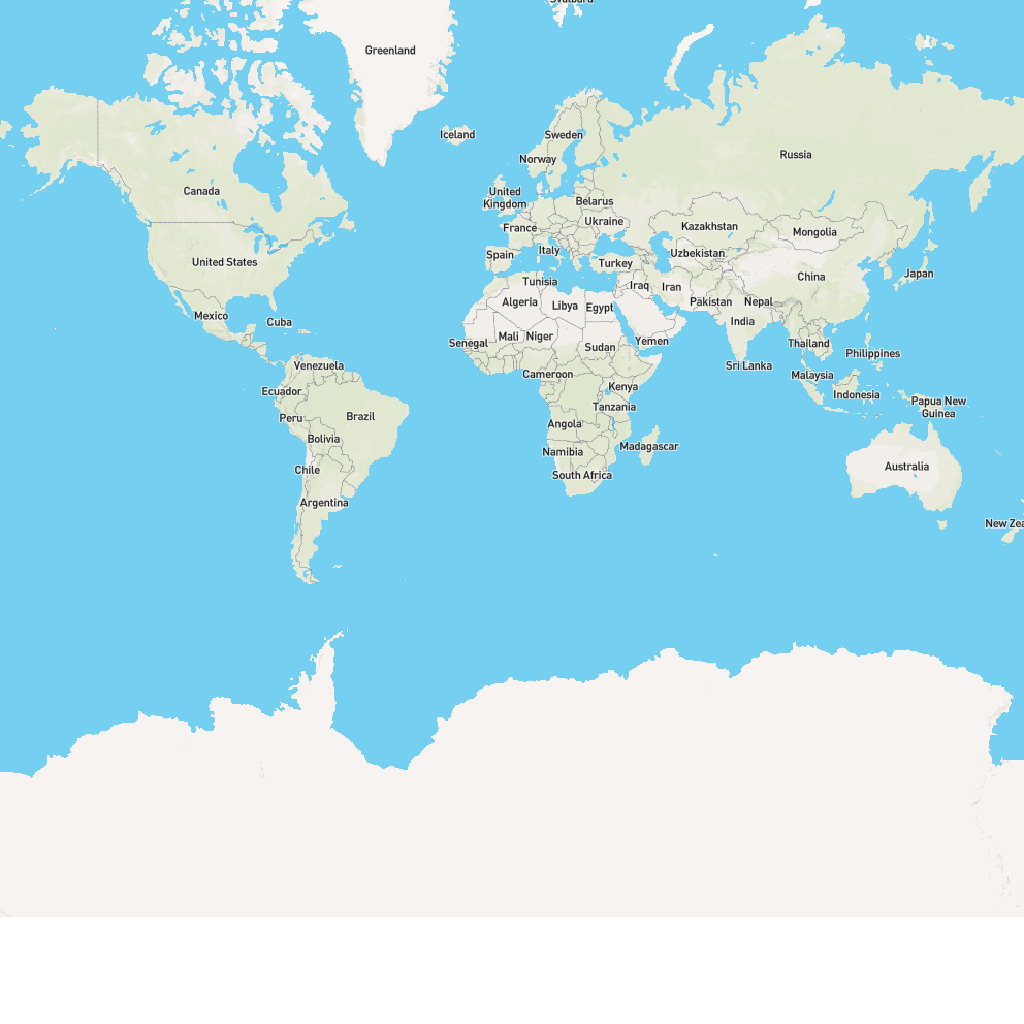 Svalbard
Greenland
Iceland
Sweden
Norway
Russia
Canada
United
Kingdom
Belarus
Ukraine
France
Kazakhstan
Mongolia
Italy
Spain
Uzbekistan
United States
Turkey
China
Japan
Tunisia
Iraq
Iran
Algeria
Libya
Egypt
Pakistan
Nepal
Mexico
Cuba
India
Mali
Niger
Senegal
Sudan
Yemen
Thailand
Philippines
Venezuela
Sri Lanka
Cameroon
Malaysia
Kenya
Ecuador
Indonesia
Papua New
Guinea
Tanzania
Peru
Brazil
Angola
Bolivia
Madagascar
Namibia
Chile
Australia
South Africa
Argentina
New Zea